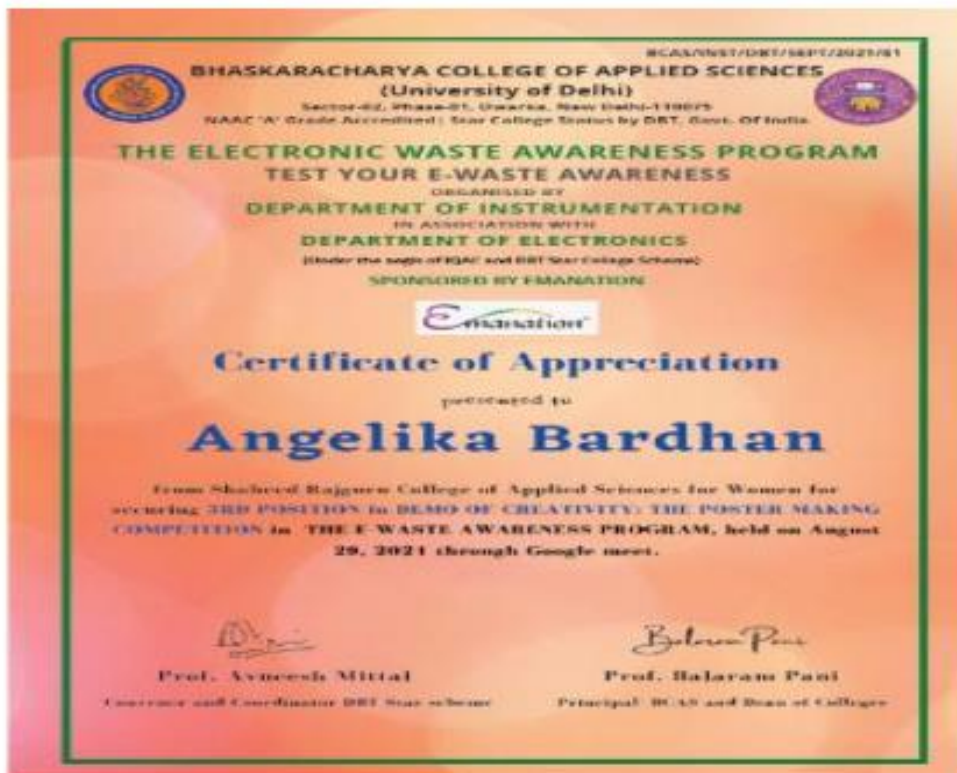 BCAS/INST/DBT/SEPT/2021/61
BHASKARACHARYA COLLEGE OF APPLIED SCIENCES
(University of Delhi)
Sector-02, Phase-01, Dwarka, New Delhi-110075
NAAC 'A' Grade Accredited | Star College Status by DBT, Govt. Of India
THE ELECTRONIC WASTE AWARENESS PROGRAM
TEST YOUR E-WASTE AWARENESS
ORGANISED BY
DEPARTMENT OF INSTRUMENTATION
IN ASSOCIATION WITH
DEPARTMENT OF ELECTRONICS
(Under the aegis of IQAC and DBT Star College Scheme)
SPONSORED BY EMANATION
Emanation
Certificate of Appreciation
presented to
Angelika Bardhan
from Shaheed Rajguru College of Applied Sciences for Women for
securing 3RD POSITION in DEMO OF CREATIVITY: THE POSTER MAKING
COMPETITION in THE E-WASTE AWARENESS PROGRAM, held on August
29, 2021 through Google meet.
Balaram Pani
Prof. Avneesh Mittal
Prof. Balaram Pani
Convenor and Coordinator DBT Star scheme
Principal BCAS and Dean of Colleges